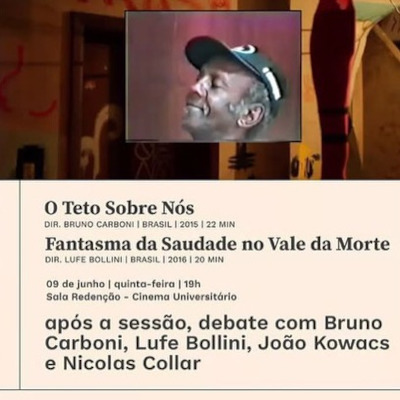 O Teto Sobre Nós
DIR. BRUNO CARBONI | BRASIL | 2015 | 22 MIN
Fantasma da Saudade no Vale da Morte
DIR. LUFE BOLLINI | BRASIL | 2016 | 20 MIN
09 de junho | quinta-feira | 19h
Sala Redenção - Cinema Universitário
após a sessão, debate com Bruno
Carboni, Lufe Bollini, João Kowacs
e Nicolas Collar